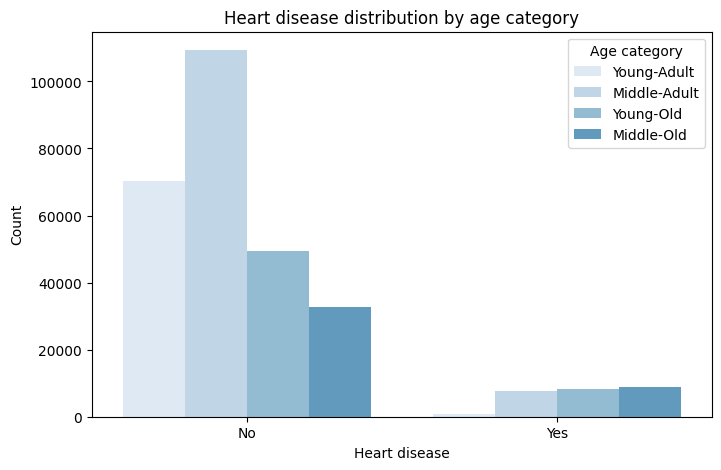 Heart disease distribution by age category
Age category
Young-Adult
Middle-Adult
Young-Old
Middle-Old
Count
100000
80000
60000
40000
20000
0
No
Yes
Heart disease